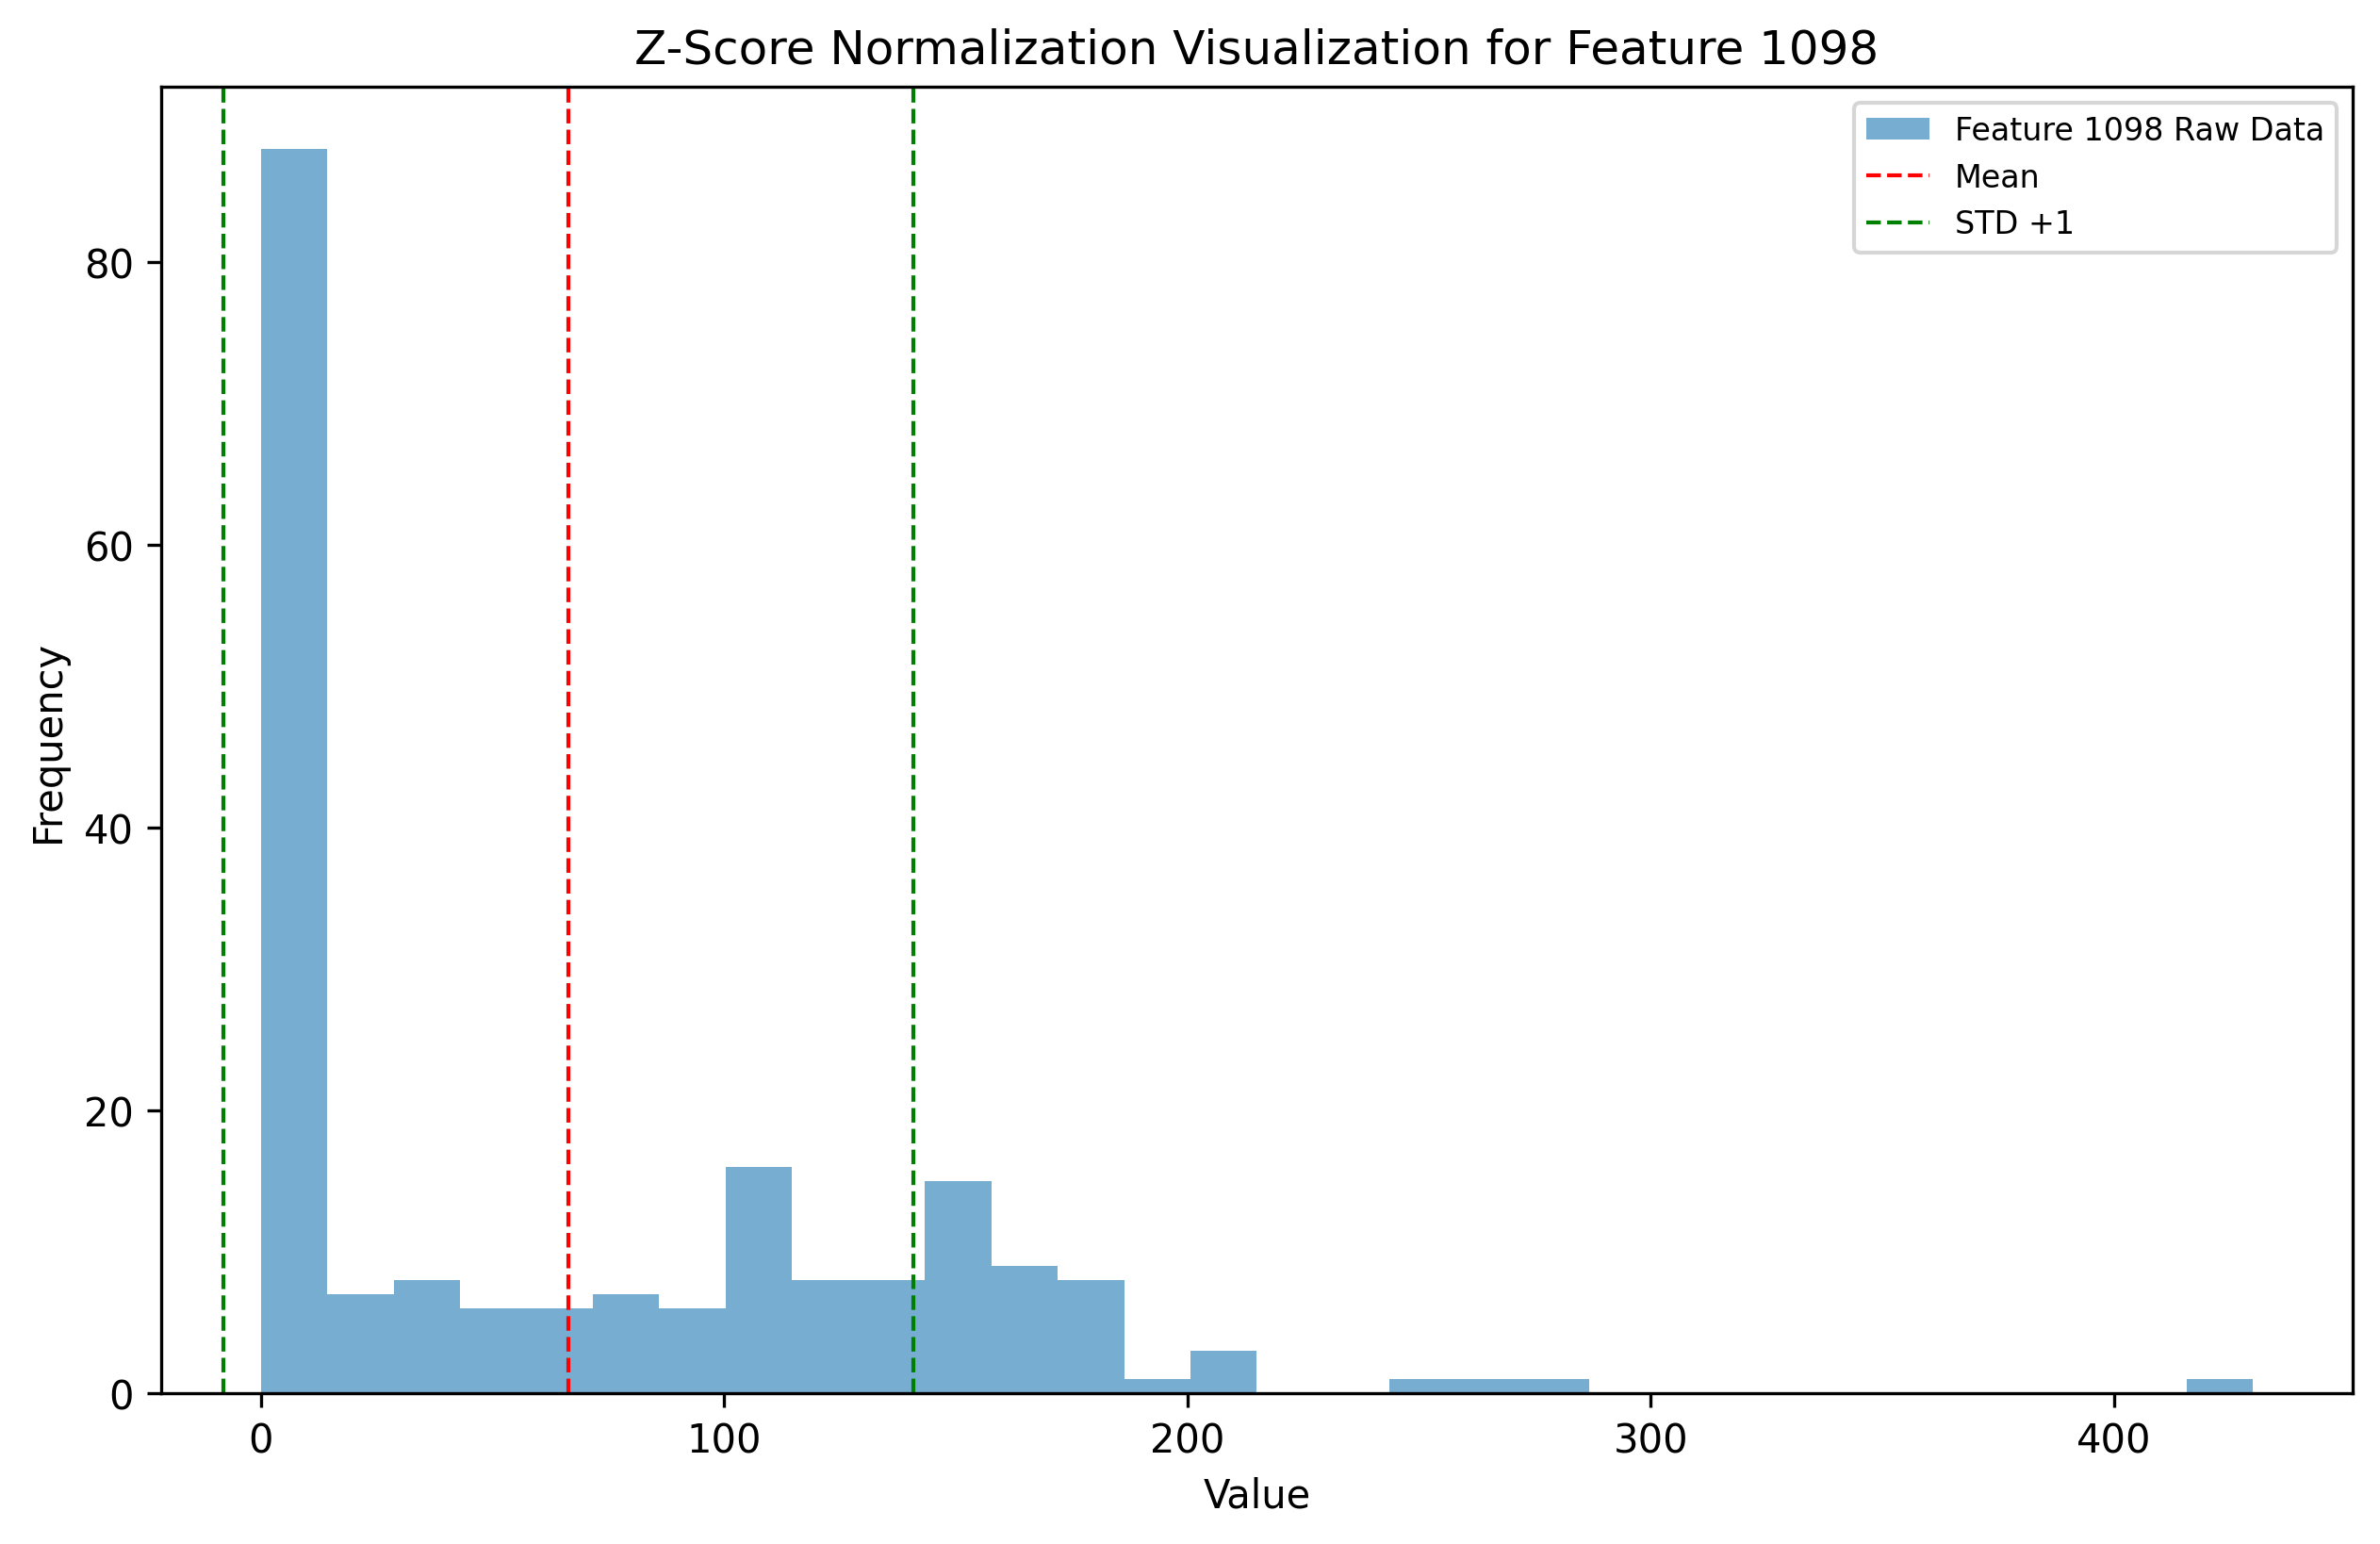 Z-Score Normalization Visualization for Feature 1098
Feature 1098 Raw Data
Mean
STD +1
Frequency
80
60
40
20
0
0 100 200 300 400
Value